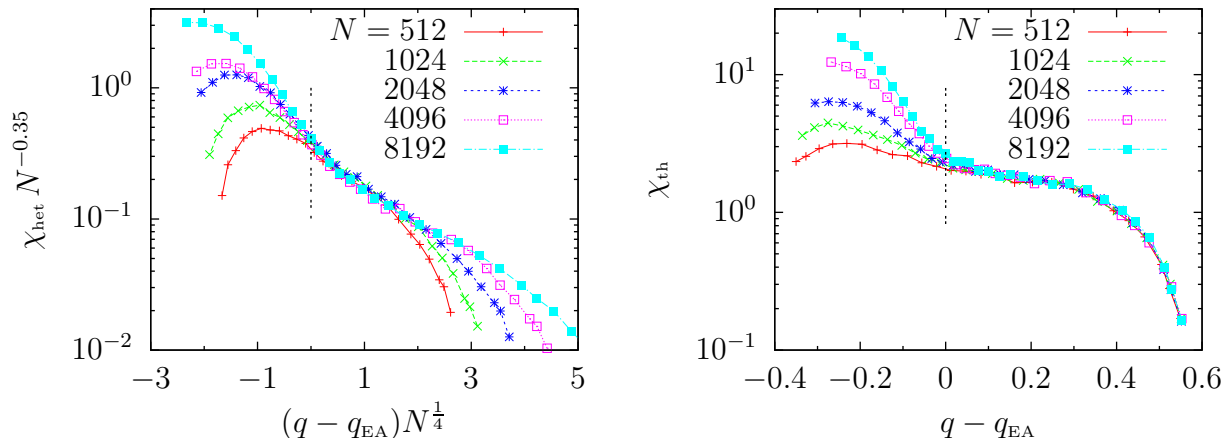 χ_het N^{−0.35}
10^0
10^{-1}
10^{-2}
−3 −1 1 3 5
(q − q_EA)N^{1/4}
N = 512
1024
2048
4096
8192
χ_th
10^1
10^0
10^{-1}
−0.4 −0.2 0 0.2 0.4 0.6
q − q_EA
N = 512
1024
2048
4096
8192